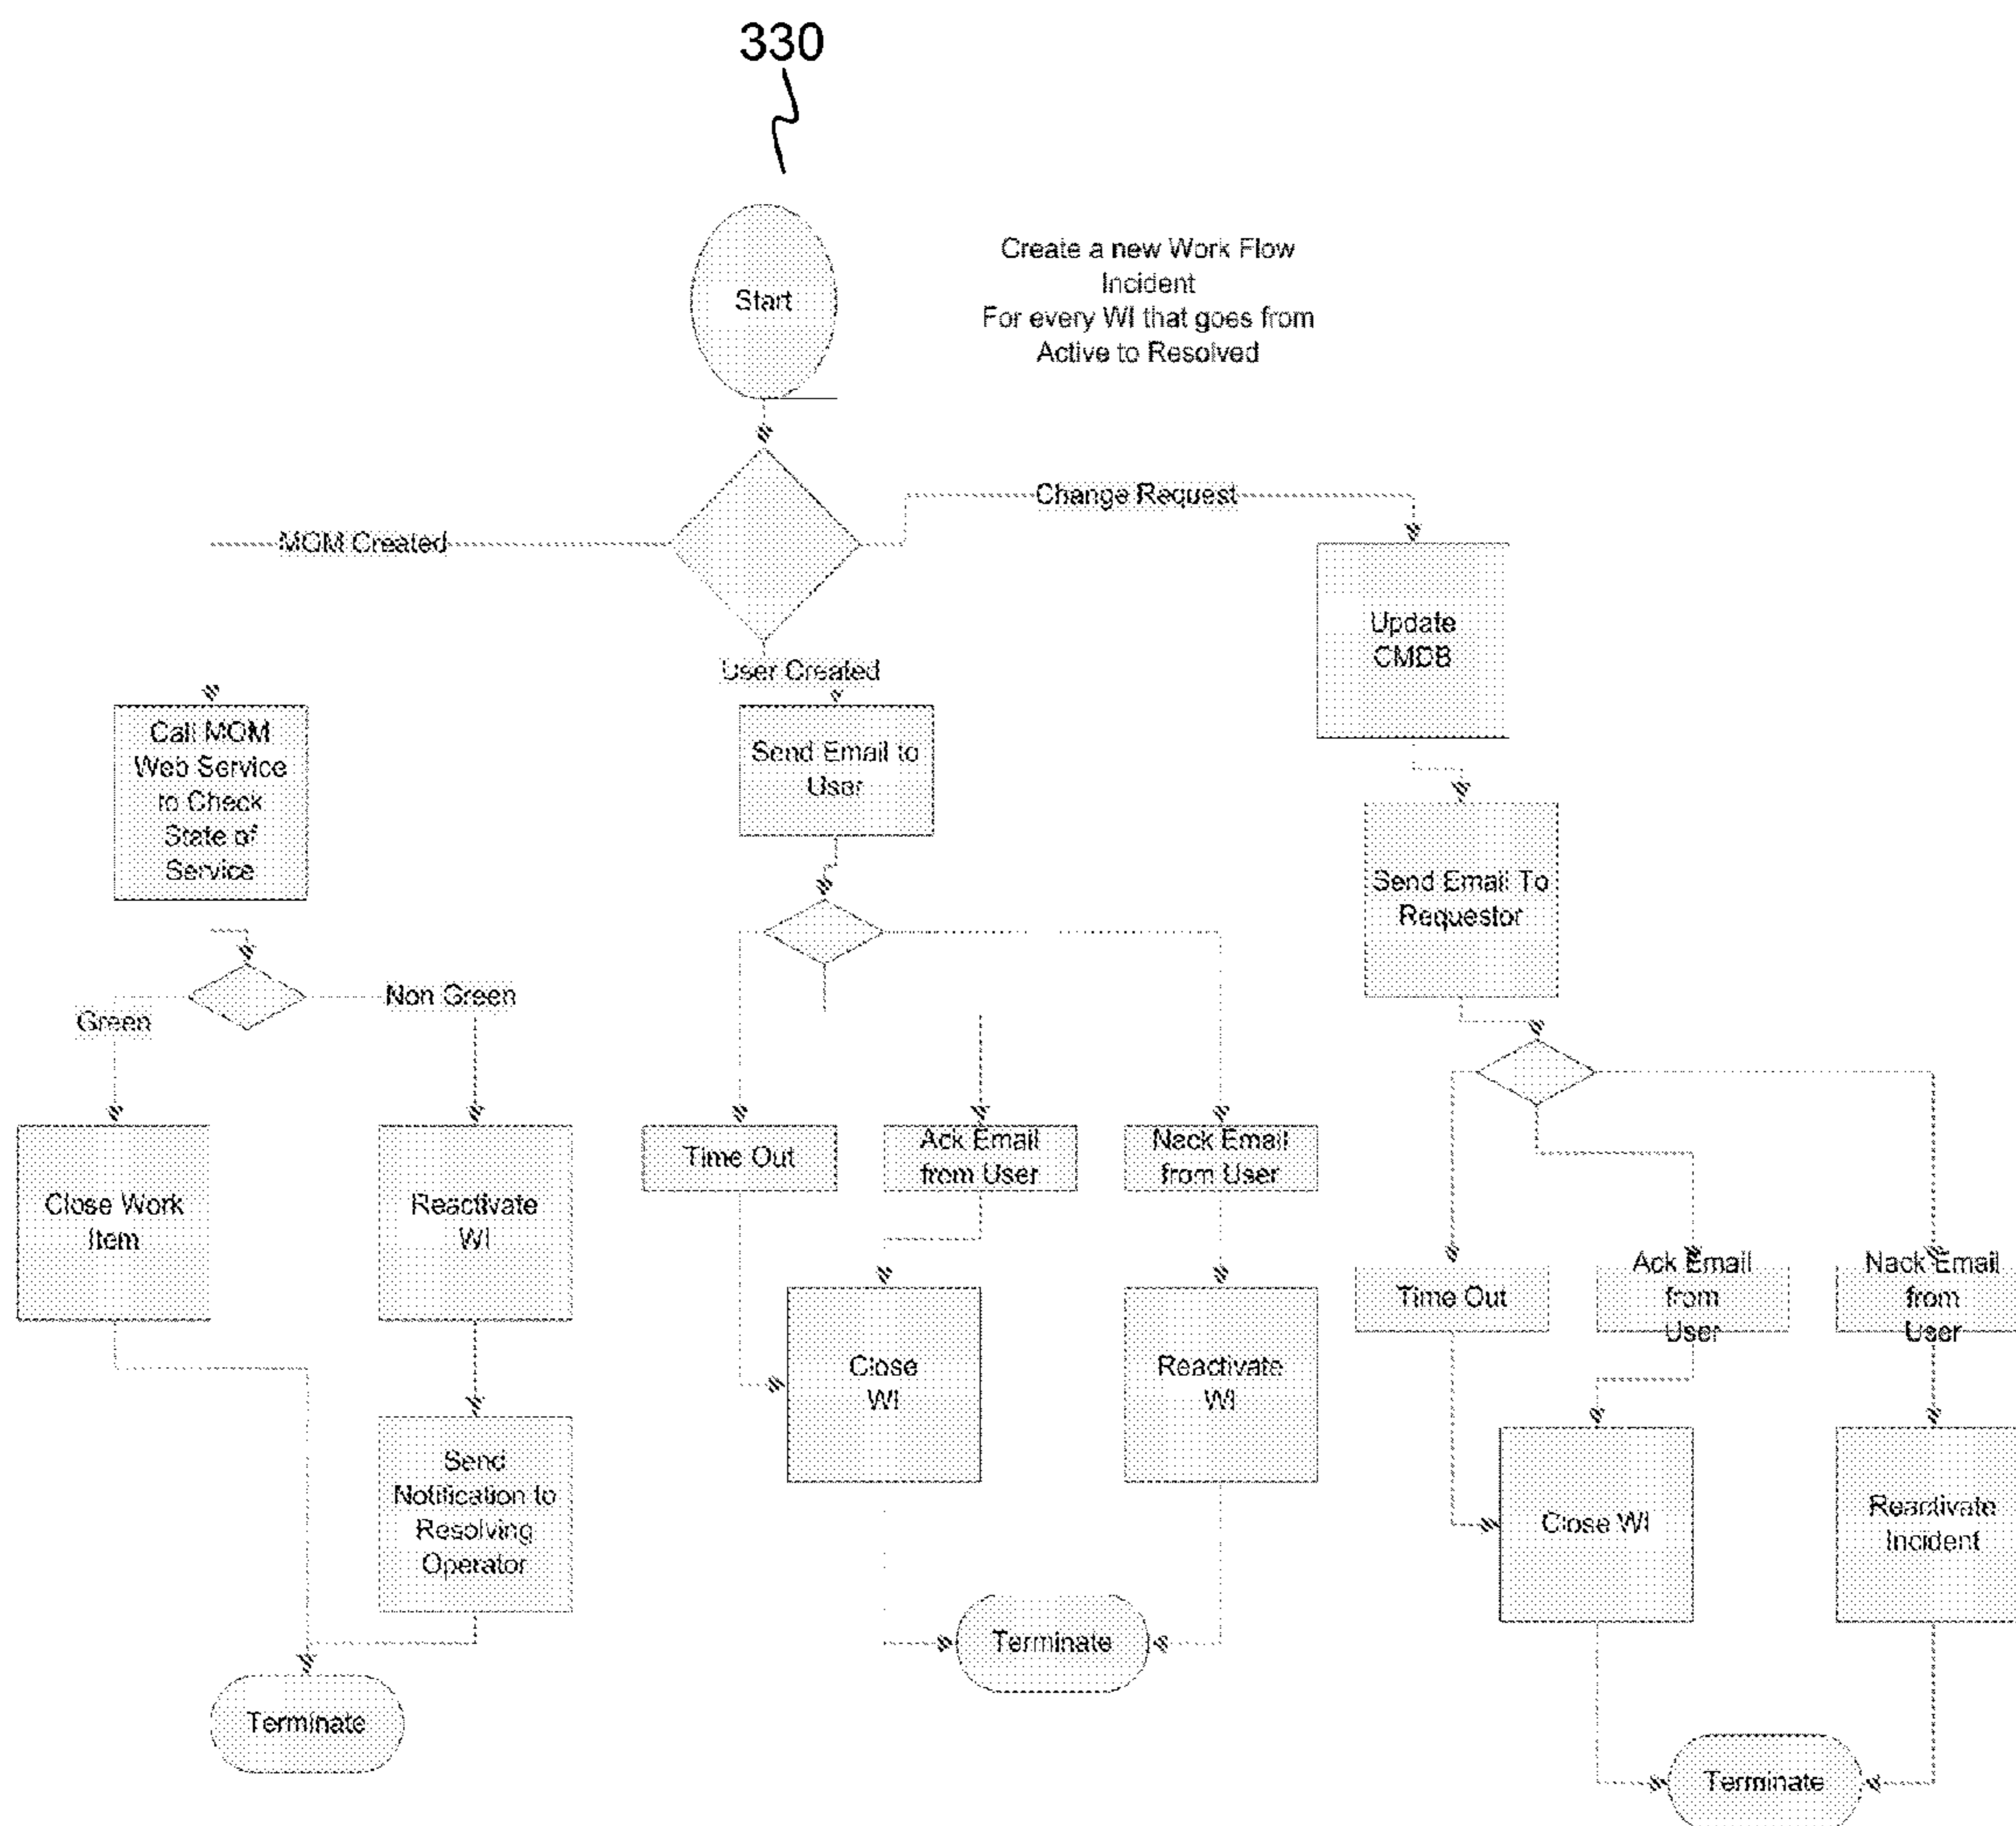 330
Start
Create a new Work Flow
Incident
For every WI that goes from
Active to Resolved
MOM Created
Change Request
User Created
Update
CMDB
Call MOM
Web Service
to Check
State of
Service
Send Email to
User
Send Email To
Requestor
Green
Non Green
Close Work
Item
Reactivate
WI
Time Out
Ack Email
from User
Nack Email
from User
Time Out
Ack Email
from
User
Nack Email
from
User
Close
WI
Reactivate
WI
Send
Notification to
Resolving
Operator
Close WI
Reactivate
Incident
Terminate
Terminate
Terminate